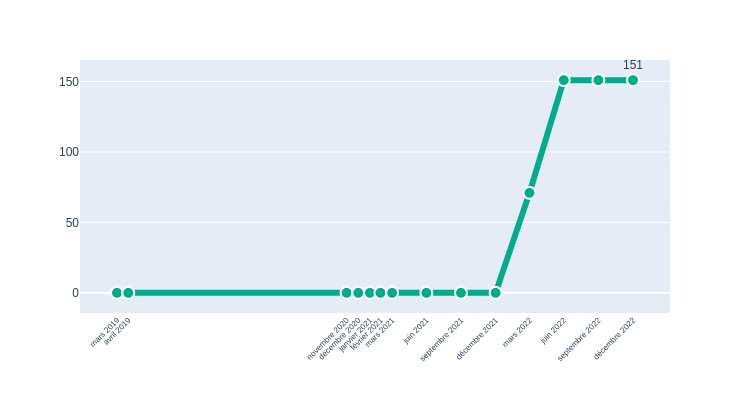 151
150
100
50
0
mars 2019
avril 2019
novembre 2020
décembre 2020
janvier 2021
février 2021
mars 2021
juin 2021
septembre 2021
décembre 2021
mars 2022
juin 2022
septembre 2022
décembre 2022